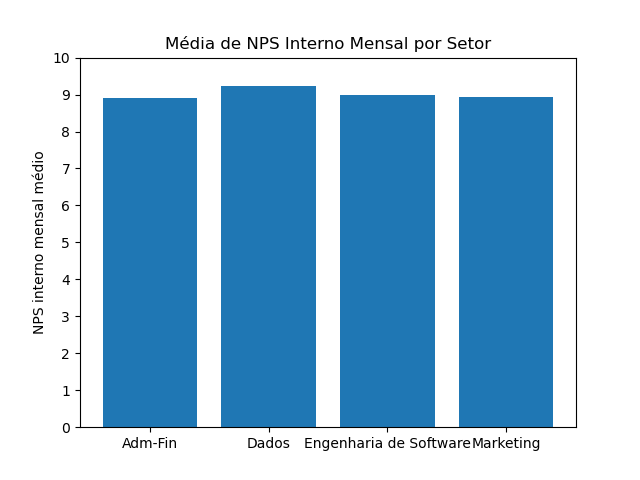 Média de NPS Interno Mensal por Setor
NPS interno mensal médio
10
9
8
7
6
5
4
3
2
1
0
Adm-Fin
Dados
Engenharia de Software
Marketing